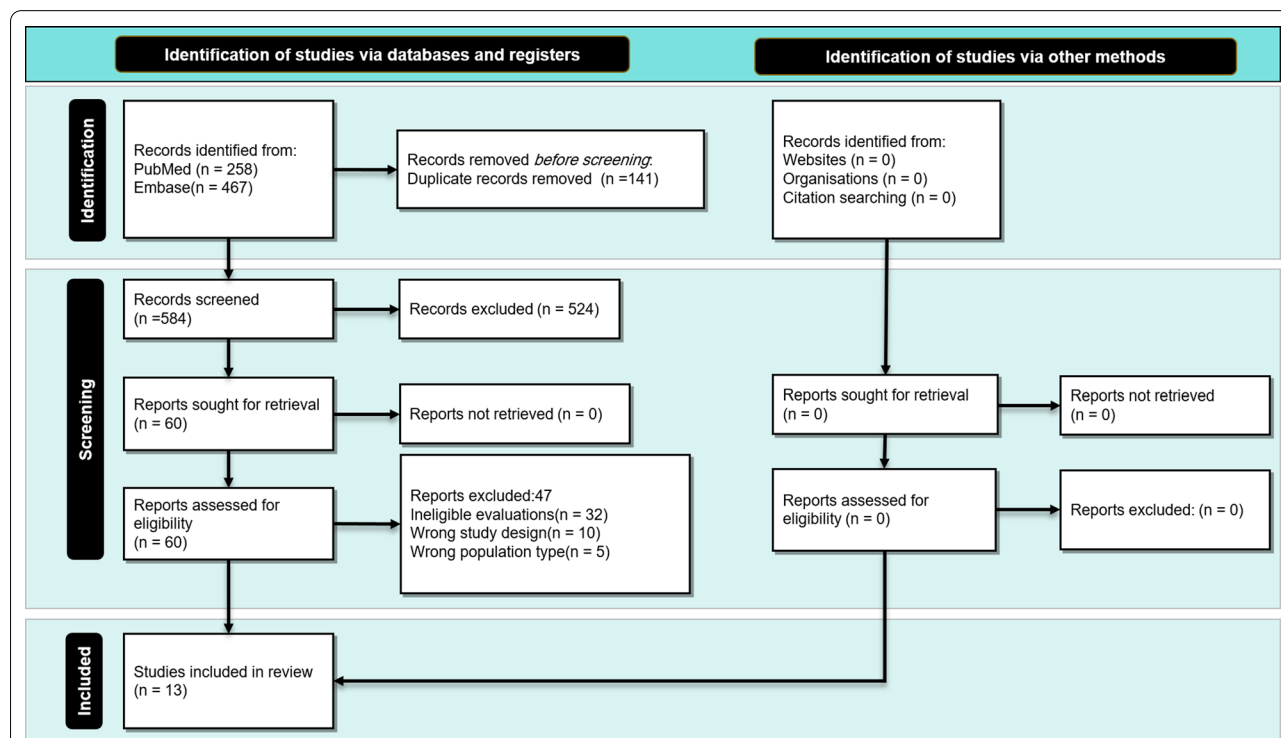 Identification of studies via databases and registers
Identification of studies via other methods
Identification
Records identified from:
PubMed (n = 258)
Embase(n = 467)
Records removed before screening:
Duplicate records removed (n =141)
Records identified from:
Websites (n = 0)
Organisations (n = 0)
Citation searching (n = 0)
Screening
Records screened
(n =584)
Records excluded (n = 524)
Reports sought for retrieval
(n = 60)
Reports not retrieved (n = 0)
Reports sought for retrieval
(n = 0)
Reports not retrieved
(n = 0)
Reports assessed for
eligibility
(n = 60)
Reports excluded:47
Ineligible evaluations(n = 32)
Wrong study design(n = 10)
Wrong population type(n = 5)
Reports assessed for
eligibility (n = 0)
Reports excluded: (n = 0)
Included
Studies included in review
(n = 13)